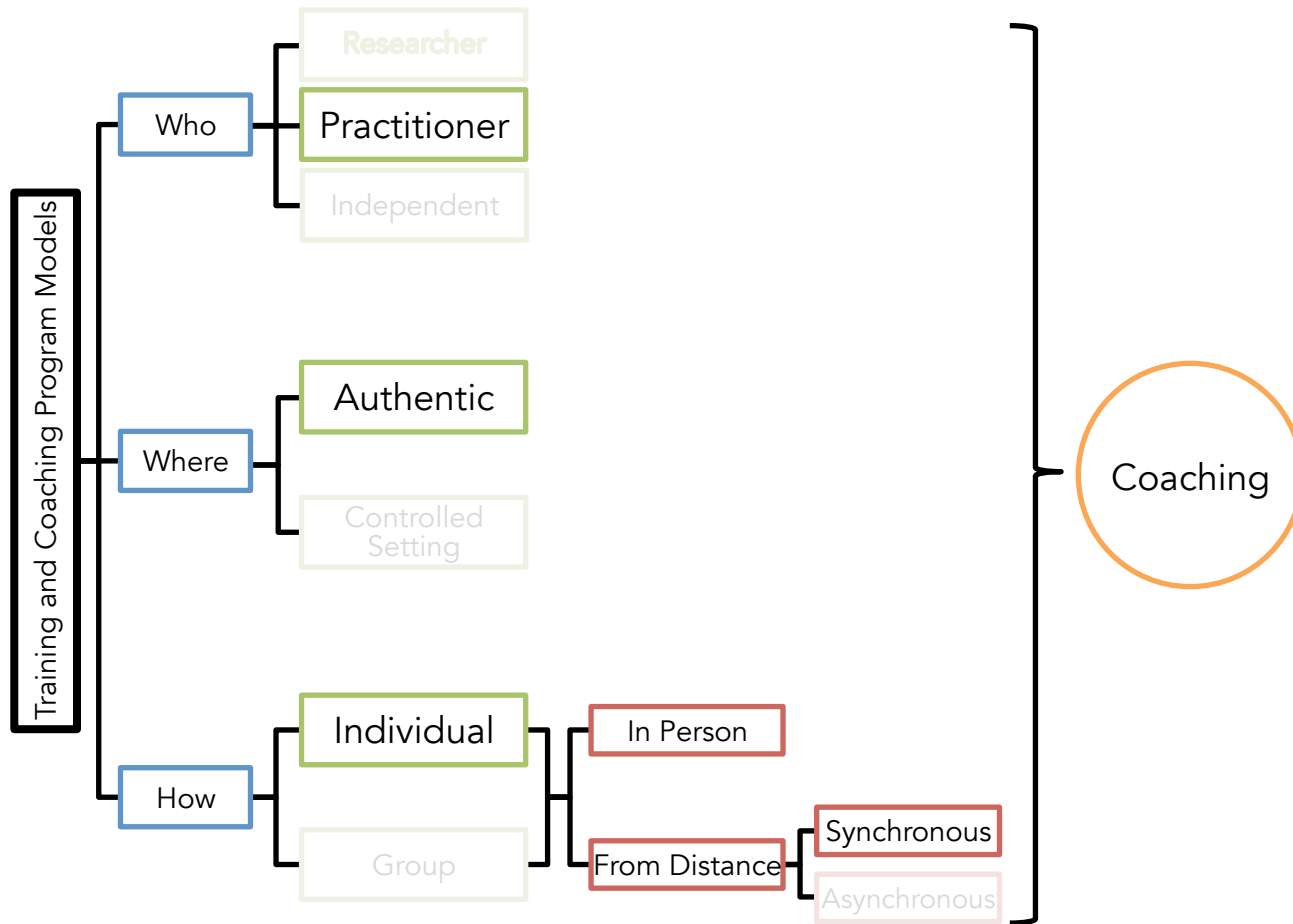 Training and Coaching Program Models
Who
Researcher
Practitioner
Independent
Where
Authentic
Controlled
Setting
How
Individual
Group
In Person
From Distance
Synchronous
Asynchronous
Coaching